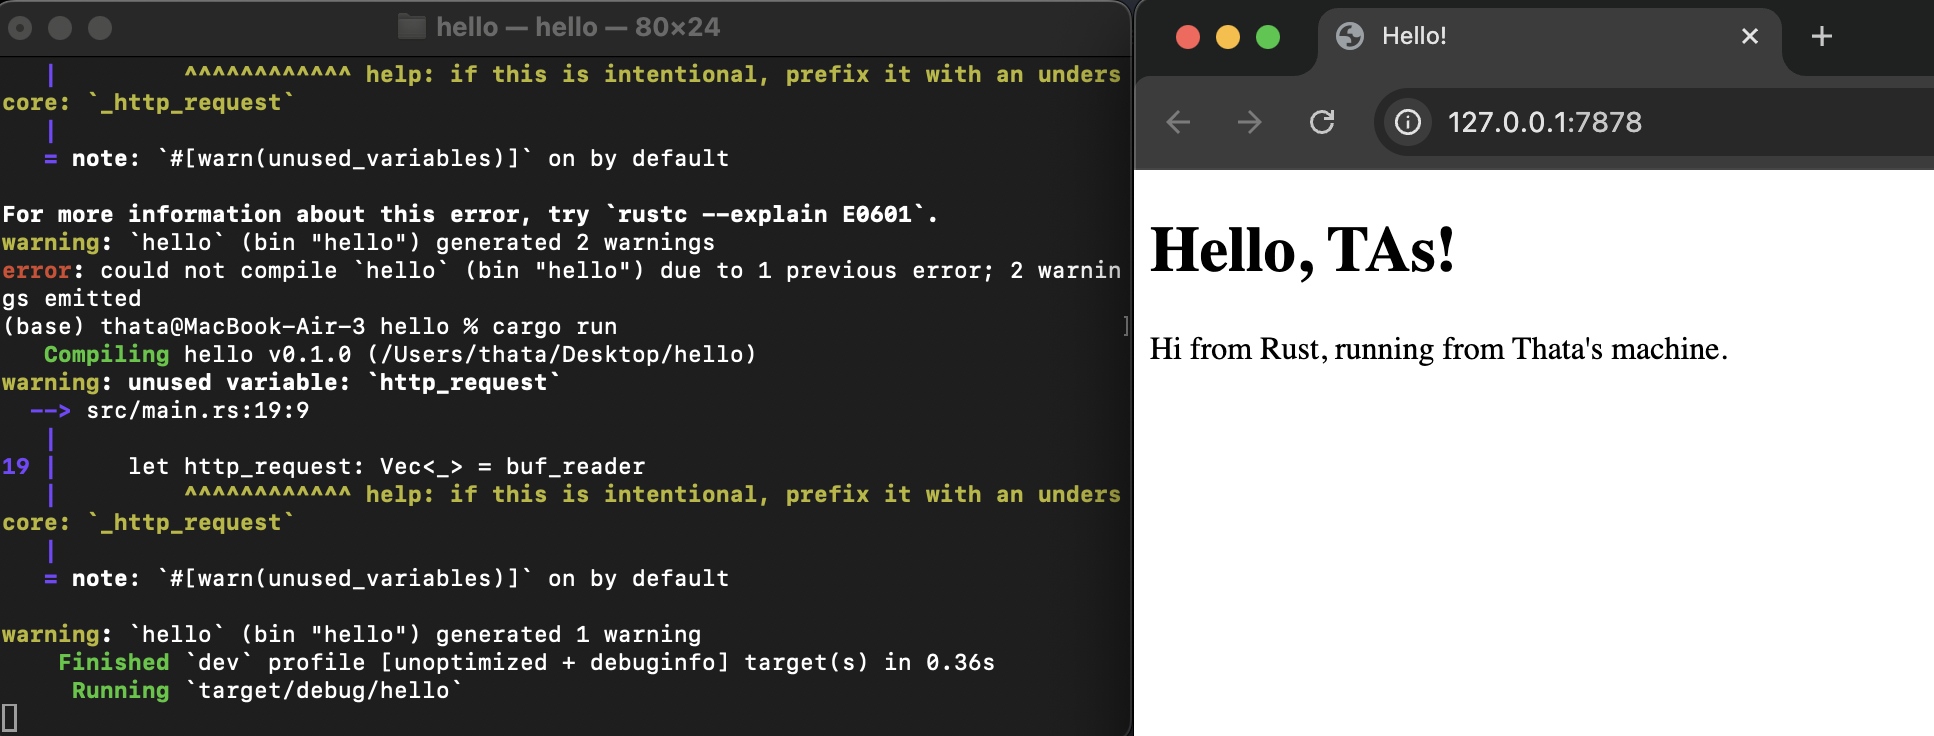 hello — hello — 80×24
| ^^^^^^^^^^^^ help: if this is intentional, prefix it with an unders
core: `_http_request`
|
= note: `#[warn(unused_variables)]` on by default
For more information about this error, try `rustc --explain E0601`.
warning: `hello` (bin "hello") generated 2 warnings
error: could not compile `hello` (bin "hello") due to 1 previous error; 2 warnin
gs emitted
(base) thata@MacBook-Air-3 hello % cargo run ]
Compiling hello v0.1.0 (/Users/thata/Desktop/hello)
warning: unused variable: `http_request`
--> src/main.rs:19:9
|
19 | let http_request: Vec<_> = buf_reader
| ^^^^^^^^^^^^ help: if this is intentional, prefix it with an unders
core: `_http_request`
|
= note: `#[warn(unused_variables)]` on by default
warning: `hello` (bin "hello") generated 1 warning
Finished `dev` profile [unoptimized + debuginfo] target(s) in 0.36s
Running `target/debug/hello`
Hello!
127.0.0.1:7878
Hello, TAs!
Hi from Rust, running from Thata's machine.